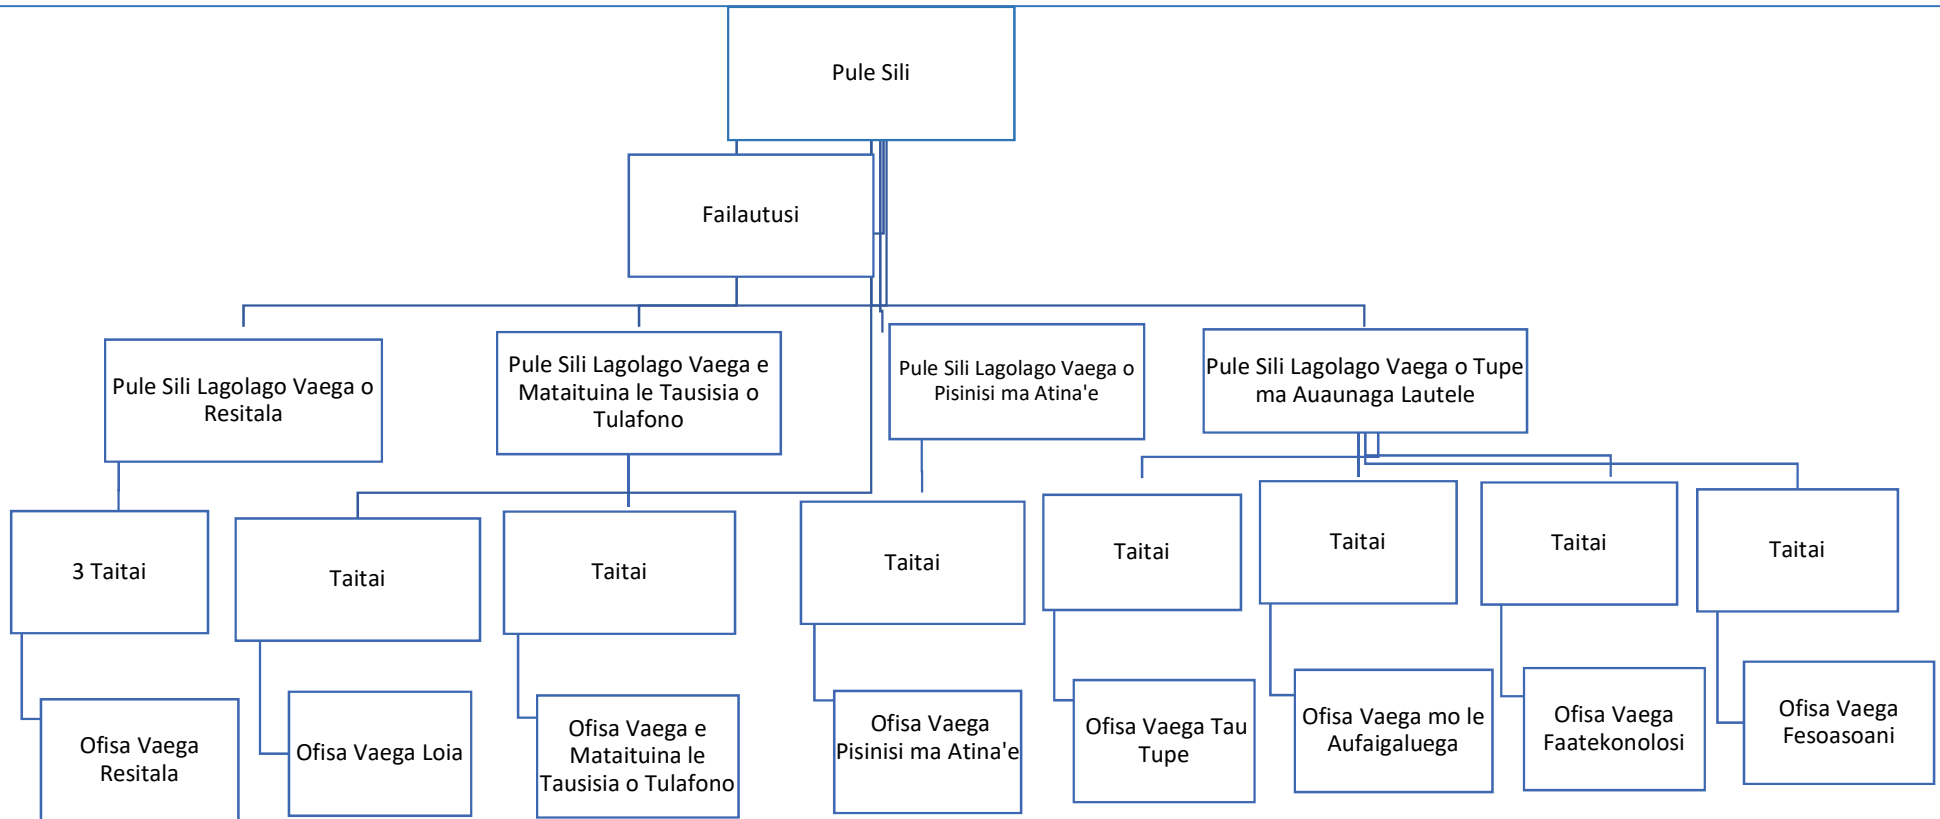 Pule Sili
Failautusi
Pule Sili Lagolago Vaega o
Resitala
Pule Sili Lagolago Vaega e
Mataituina le Tausisia o
Tulafono
Pule Sili Lagolago Vaega o
Pisinisi ma Atina'e
Pule Sili Lagolago Vaega o Tupe
ma Auaunaga Lautele
3 Taitai
Taitai
Taitai
Taitai
Taitai
Taitai
Taitai
Taitai
Ofisa Vaega
Resitala
Ofisa Vaega Loia
Ofisa Vaega e
Mataituina le
Tausisia o Tulafono
Ofisa Vaega
Pisinisi ma Atina'e
Ofisa Vaega Tau
Tupe
Ofisa Vaega mo le
Aufaigaluega
Ofisa Vaega
Faatekonolosi
Ofisa Vaega
Fesoasoani